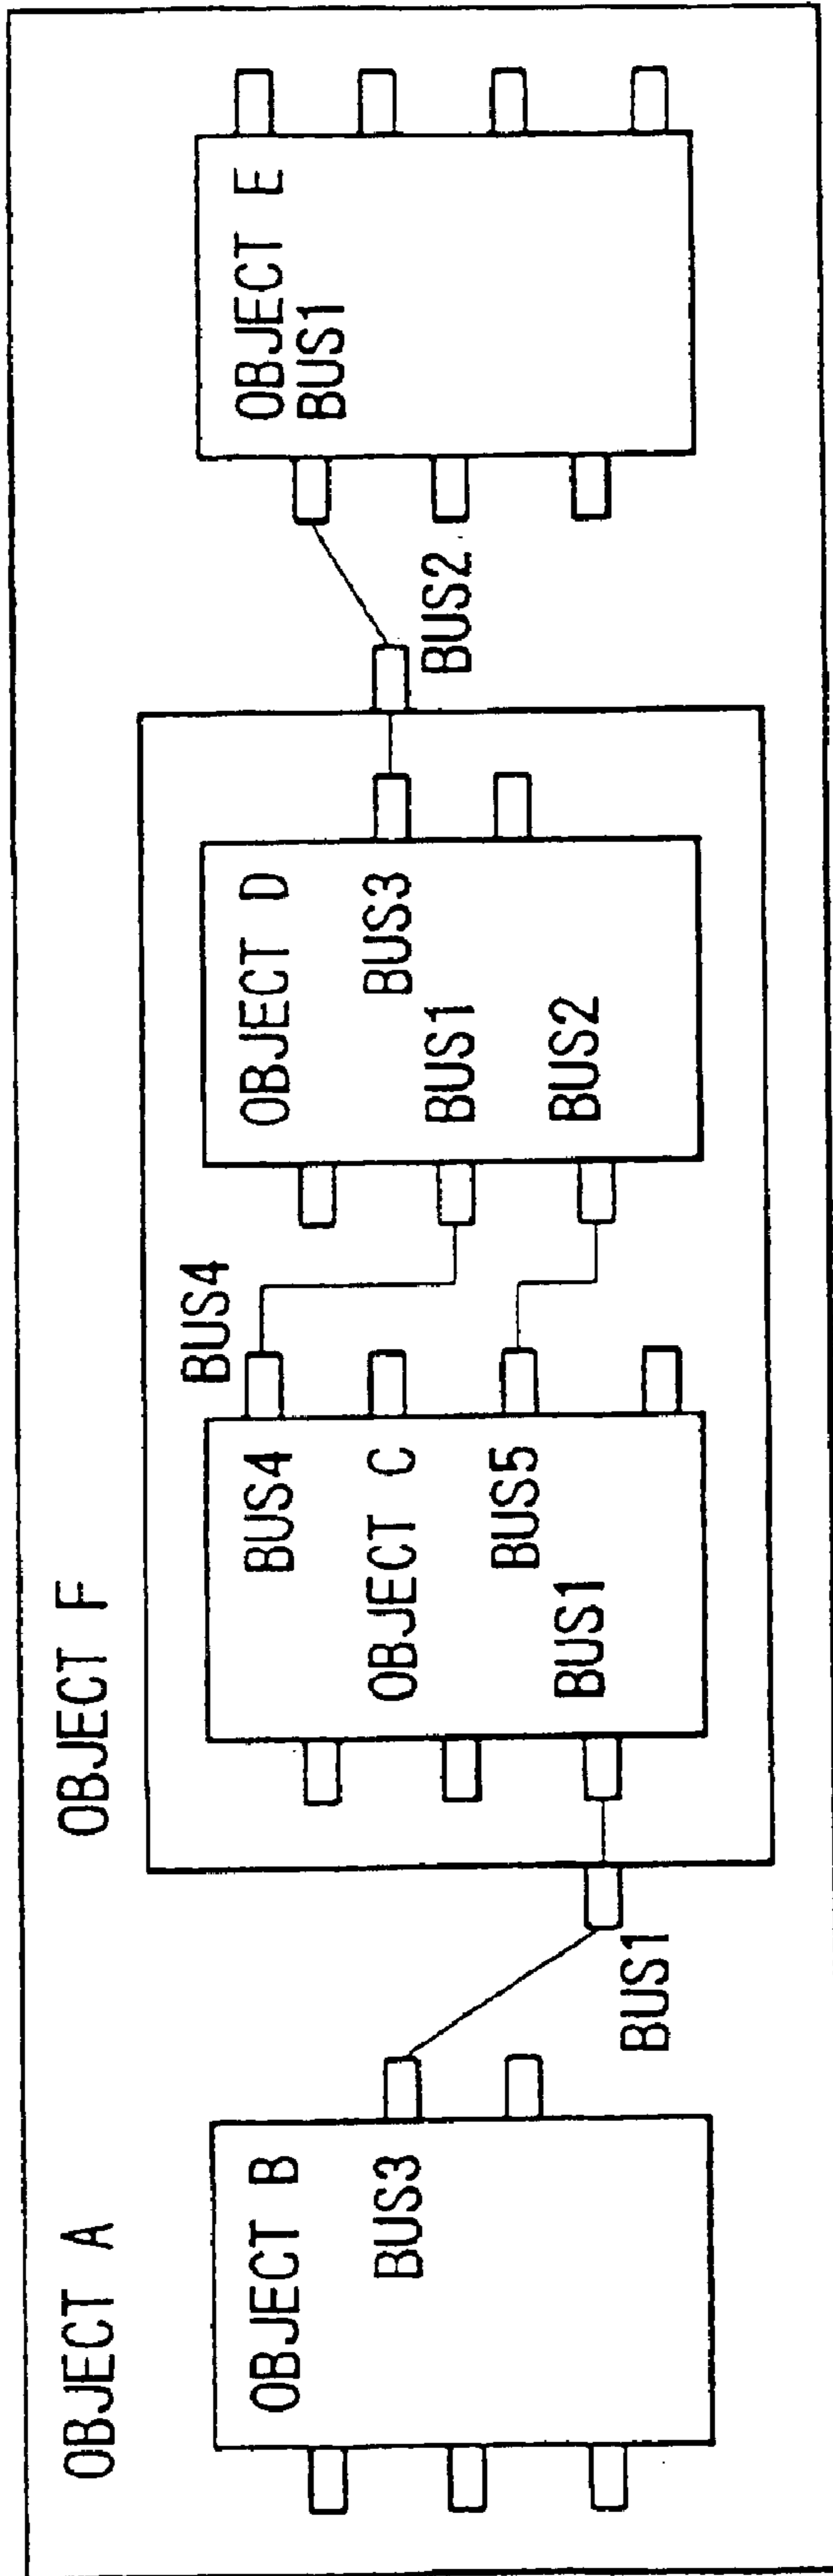 OBJECT A
OBJECT F
OBJECT B
BUS3
BUS1
BUS4
OBJECT C
BUS5
BUS1
BUS4
OBJECT D
BUS3
BUS1
BUS2
BUS2
OBJECT E
BUS1